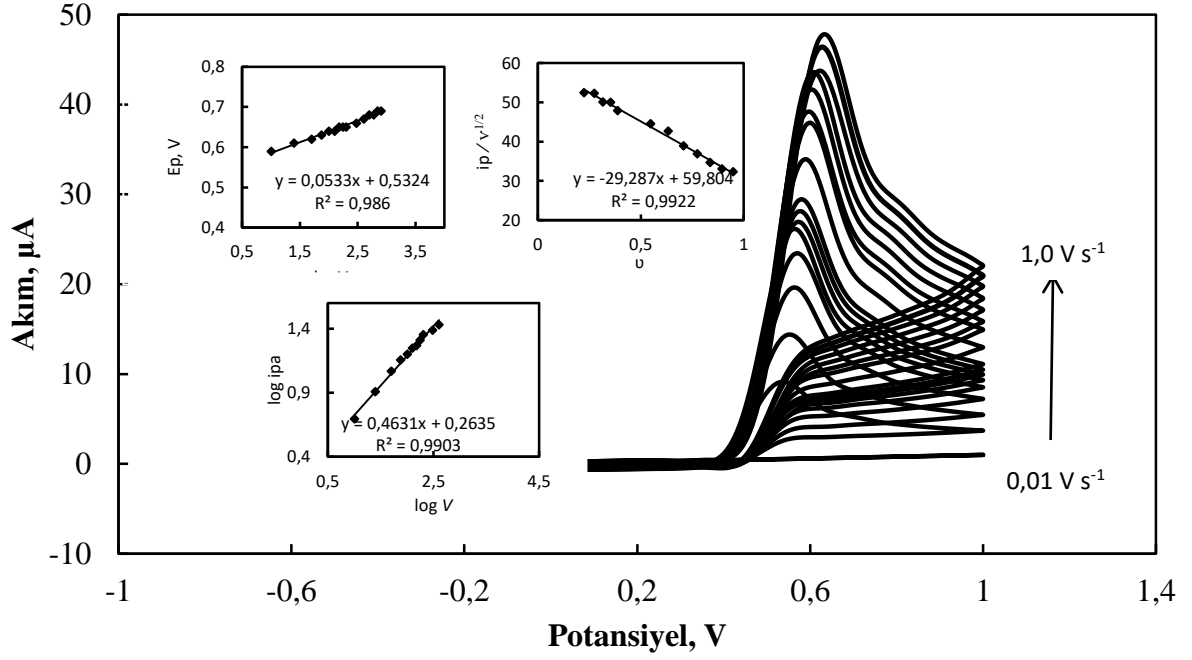 50
40
30
20
10
0
-10
Akım, µA
-1
-0,6
-0,2
0,2
0,6
1
1,4
Potansiyel, V
0,8
0,7
0,6
0,5
0,4
Ep, V
y = 0,0533x + 0,5324
R² = 0,986
0,5
1,5
2,5
3,5
60
50
40
30
20
ip / v^1/2
y = -29,287x + 59,804
R² = 0,9922
0
0,5
1
υ
1,4
0,9
0,4
log ipa
y = 0,4631x + 0,2635
R² = 0,9903
0,5
2,5
4,5
log V
1,0 V s⁻¹
0,01 V s⁻¹